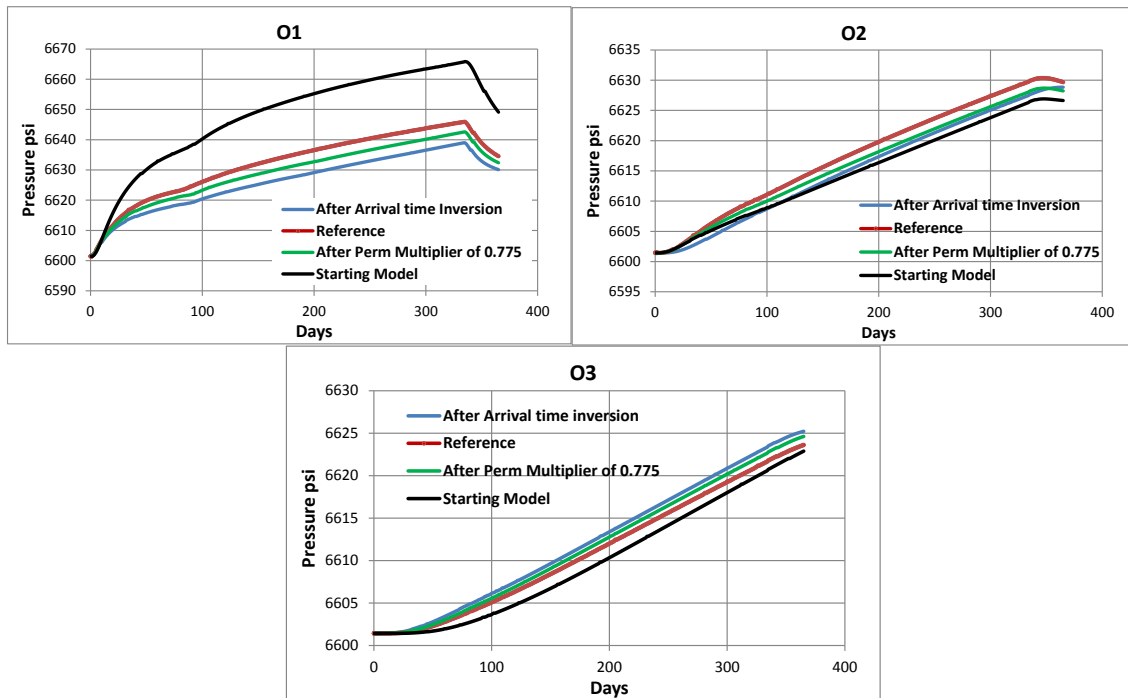 O1
6670
6660
6650
6640
6630
6620
6610
6600
6590
Pressure psi
After Arrival time Inversion
Reference
After Perm Multiplier of 0.775
Starting Model
0 100 200 300 400
Days
O2
6635
6630
6625
6620
6615
6610
6605
6600
6595
Pressure psi
After Arrival time Inversion
Reference
After Perm Multiplier of 0.775
Starting Model
0 100 200 300 400
Days
O3
6630
6625
6620
6615
6610
6605
6600
Pressure psi
After Arrival time inversion
Reference
After Perm Multiplier of 0.775
Starting Model
0 100 200 300 400
Days